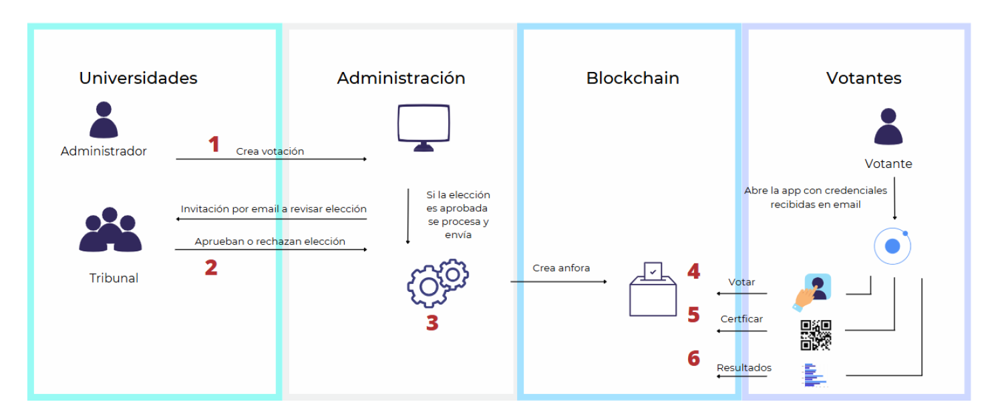 Universidades
Administrador
1
Crea votación
Invitación por email a revisar elección
Aprueban o rechazan elección
2
Tribunal
Administración
Si la elección
es aprobada
se procesa y
envía
3
Crea anfora
Blockchain
4
5
6
Votantes
Votante
Abre la app con credenciales
recibidas en email
Votar
Certficar
Resultados